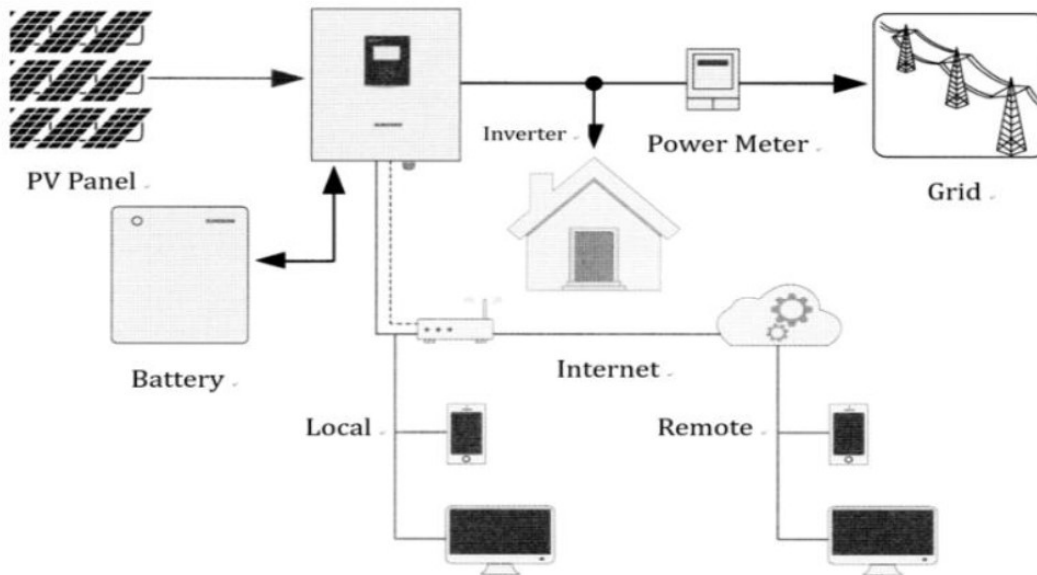 PV Panel
Inverter
Power Meter
Grid
Battery
Internet
Local
Remote